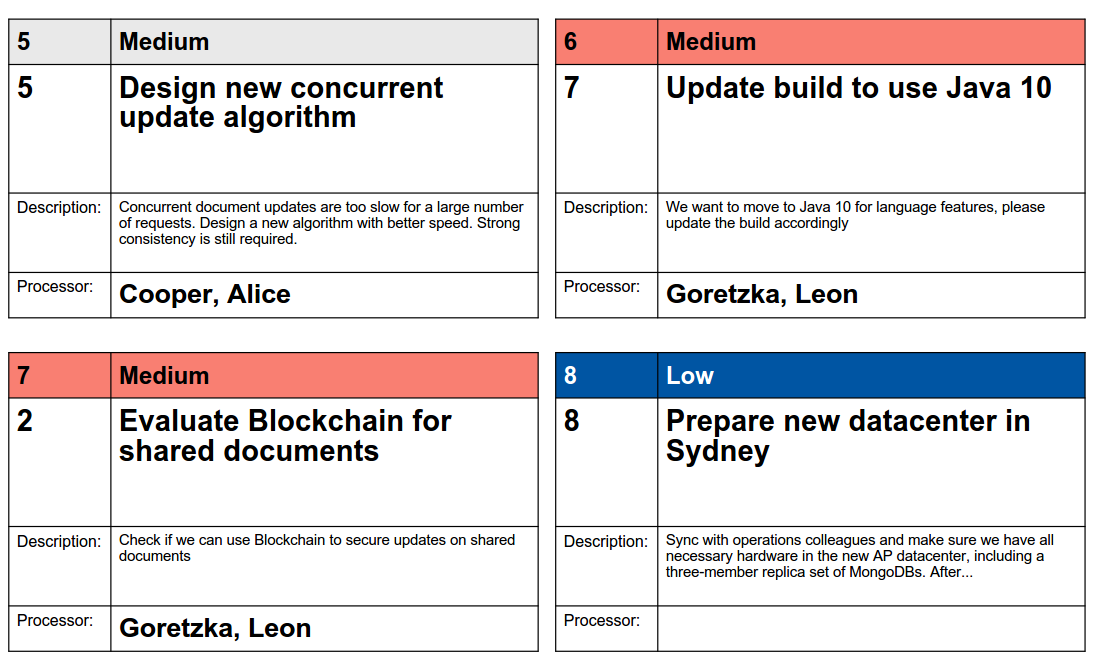 5 Medium
5 Design new concurrent
update algorithm
Description: Concurrent document updates are too slow for a large number
of requests. Design a new algorithm with better speed. Strong
consistency is still required.
Processor: Cooper, Alice
6 Medium
7 Update build to use Java 10
Description: We want to move to Java 10 for language features, please
update the build accordingly
Processor: Goretzka, Leon
7 Medium
2 Evaluate Blockchain for
shared documents
Description: Check if we can use Blockchain to secure updates on shared
documents
Processor: Goretzka, Leon
8 Low
8 Prepare new datacenter in
Sydney
Description: Sync with operations colleagues and make sure we have all
necessary hardware in the new AP datacenter, including a
three-member replica set of MongoDBs. After...
Processor: